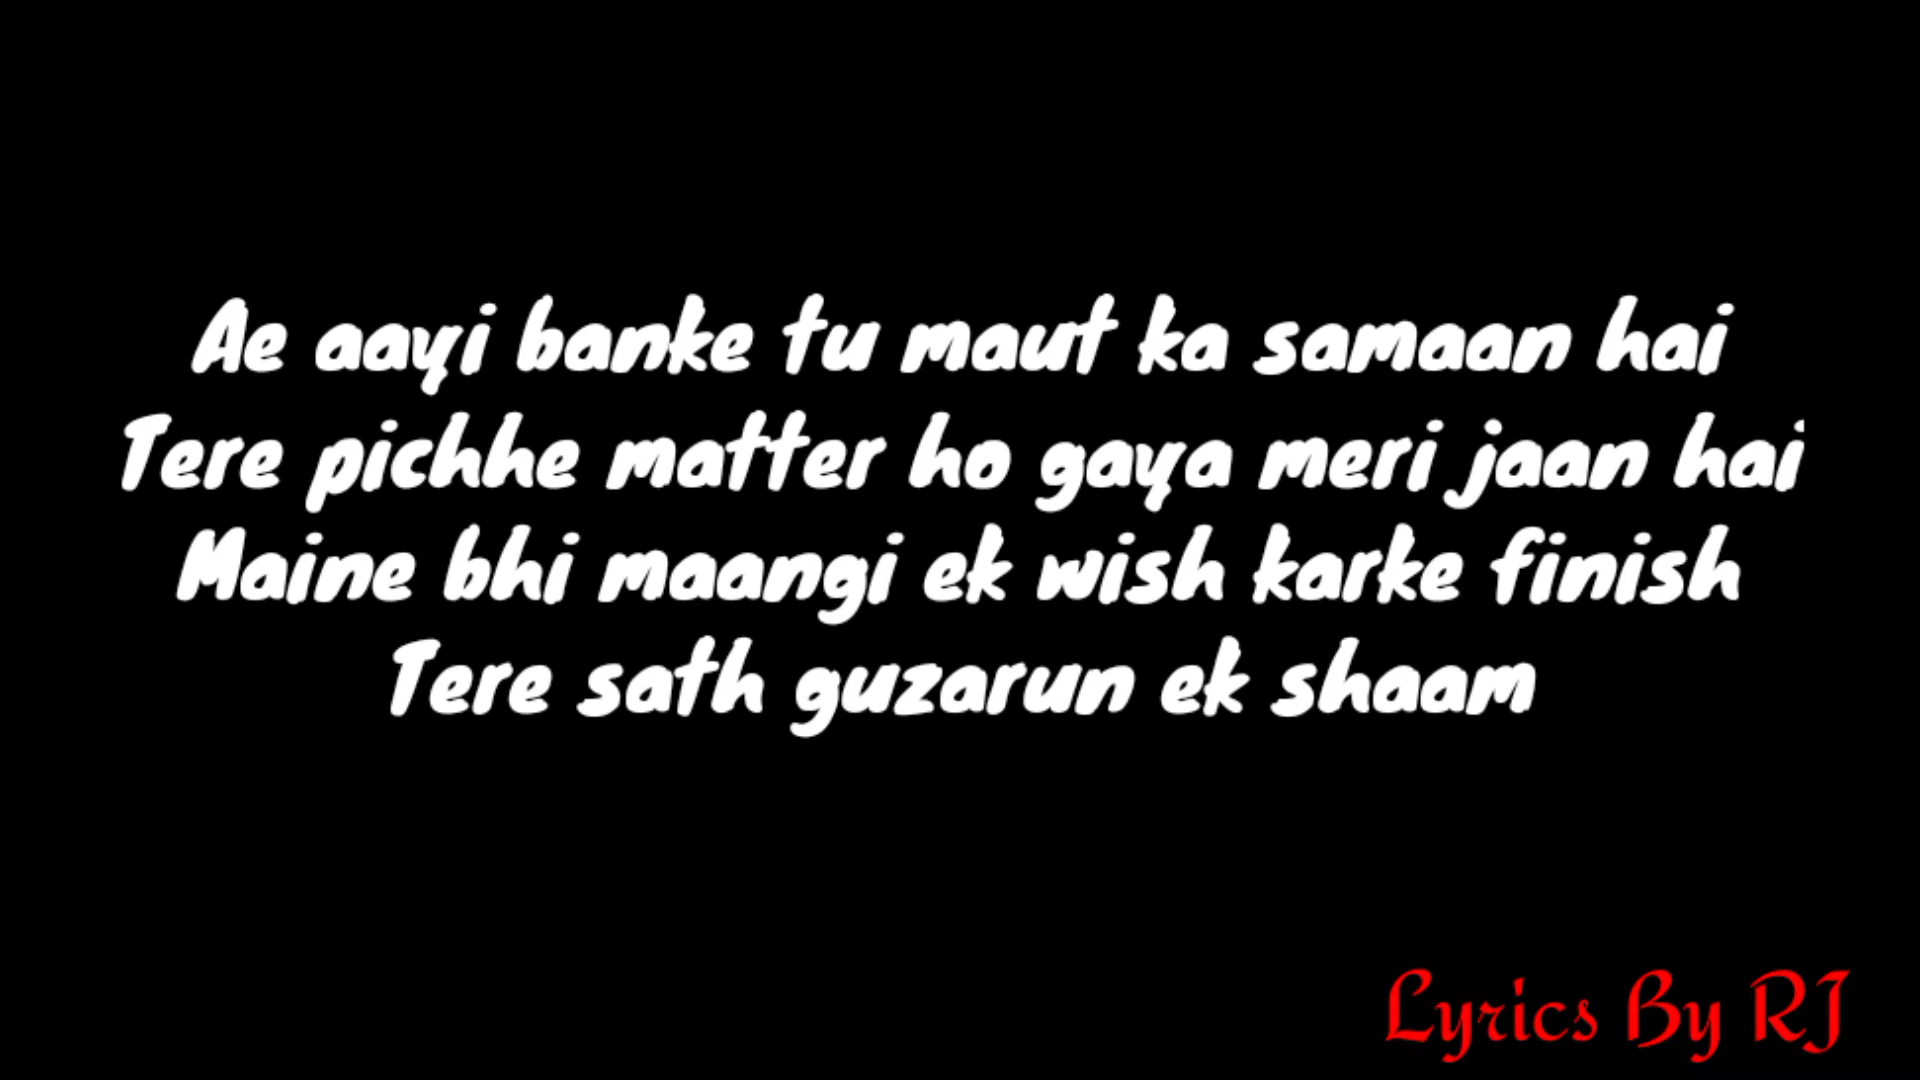 Ae aayi banke tu maut ka samaan hai
Tere pichhe matter ho gaya meri jaan hai
Maine bhi maangi ek wish karke finish
Tere sath guzarun ek shaam
Lyrics By RJ